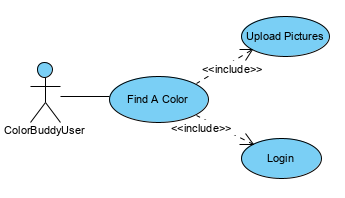 Upload Pictures
<<include>>
Find A Color
ColorBuddyUser
<<include>>
Login